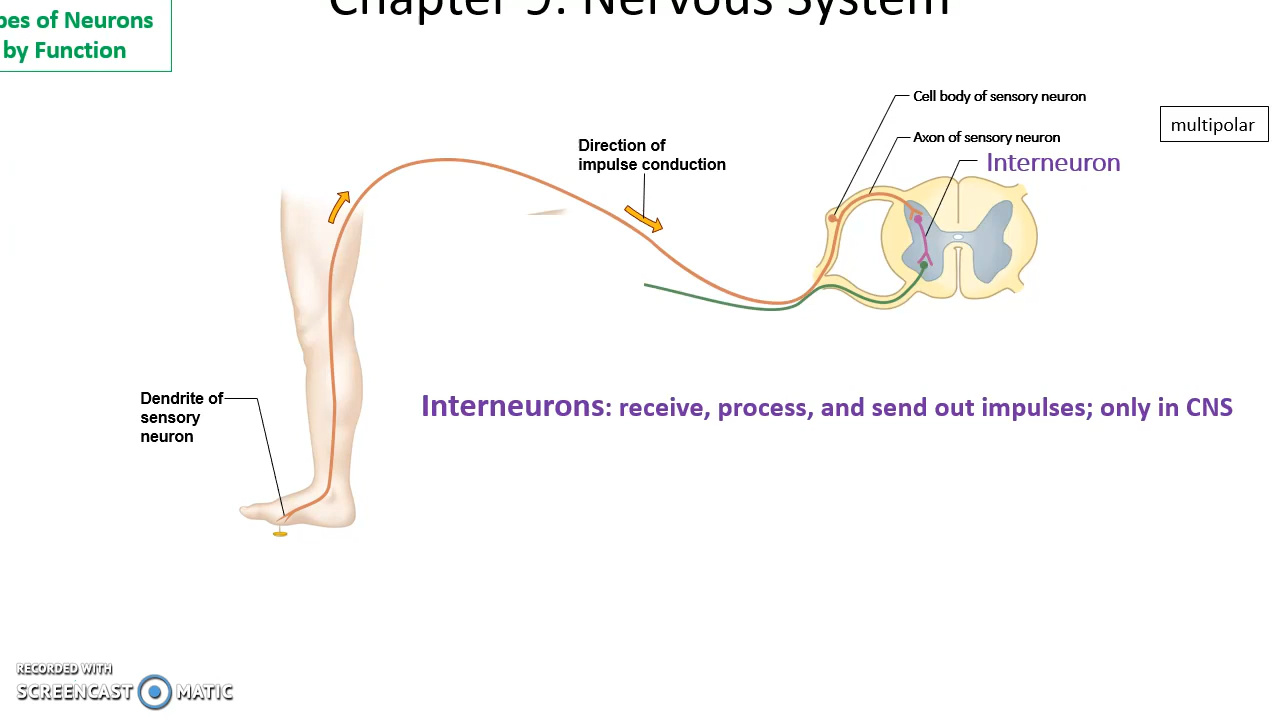 Chapter 9: Nervous System
pes of Neurons
by Function
Cell body of sensory neuron
multipolar
Axon of sensory neuron
Interneuron
Direction of
impulse conduction
Dendrite of
sensory
neuron
Interneurons: receive, process, and send out impulses; only in CNS
RECORDED WITH
SCREENCAST MATIC